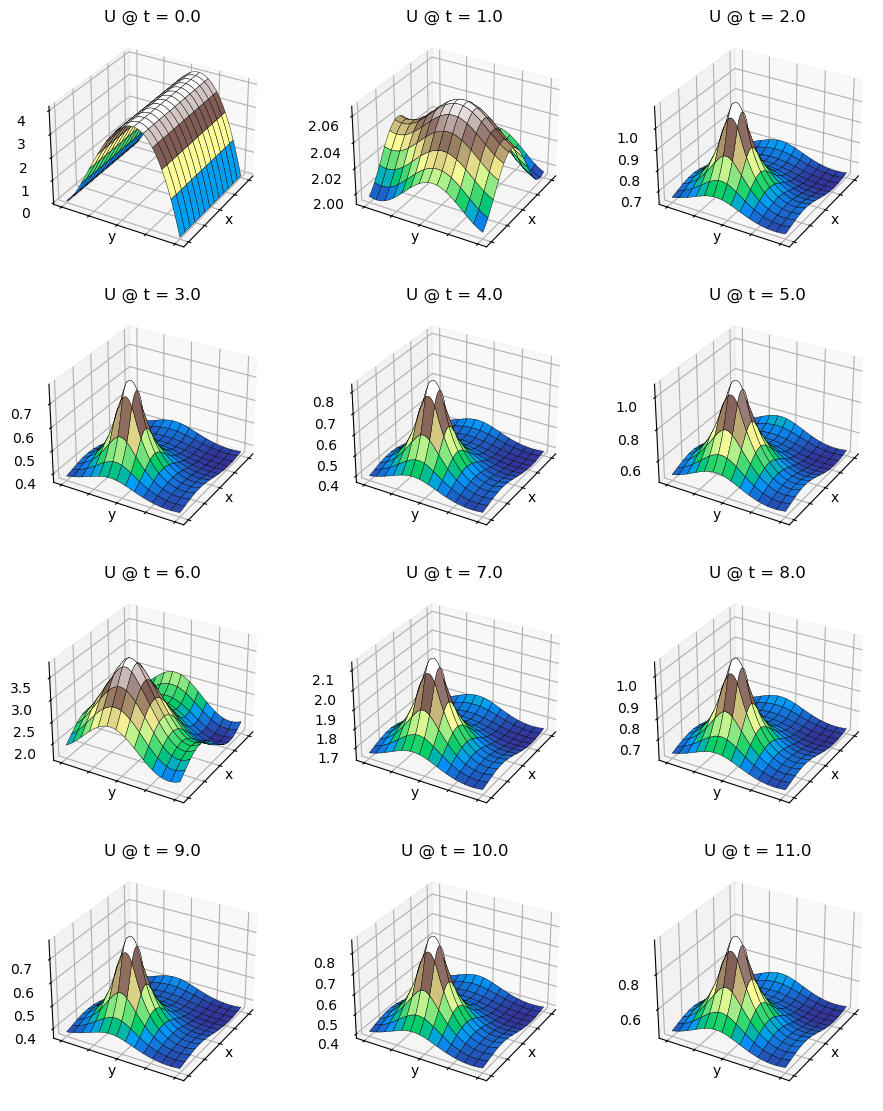 U @ t = 0.0
4
3
2
1
0
y
x
U @ t = 1.0
2.06
2.04
2.02
2.00
y
x
U @ t = 2.0
1.0
0.9
0.8
0.7
y
x
U @ t = 3.0
0.7
0.6
0.5
0.4
y
x
U @ t = 4.0
0.8
0.7
0.6
0.5
0.4
y
x
U @ t = 5.0
1.0
0.8
0.6
y
x
U @ t = 6.0
3.5
3.0
2.5
2.0
y
x
U @ t = 7.0
2.1
2.0
1.9
1.8
1.7
y
x
U @ t = 8.0
1.0
0.9
0.8
0.7
y
x
U @ t = 9.0
0.7
0.6
0.5
0.4
y
x
U @ t = 10.0
0.8
0.7
0.6
0.5
0.4
y
x
U @ t = 11.0
0.8
0.6
y
x